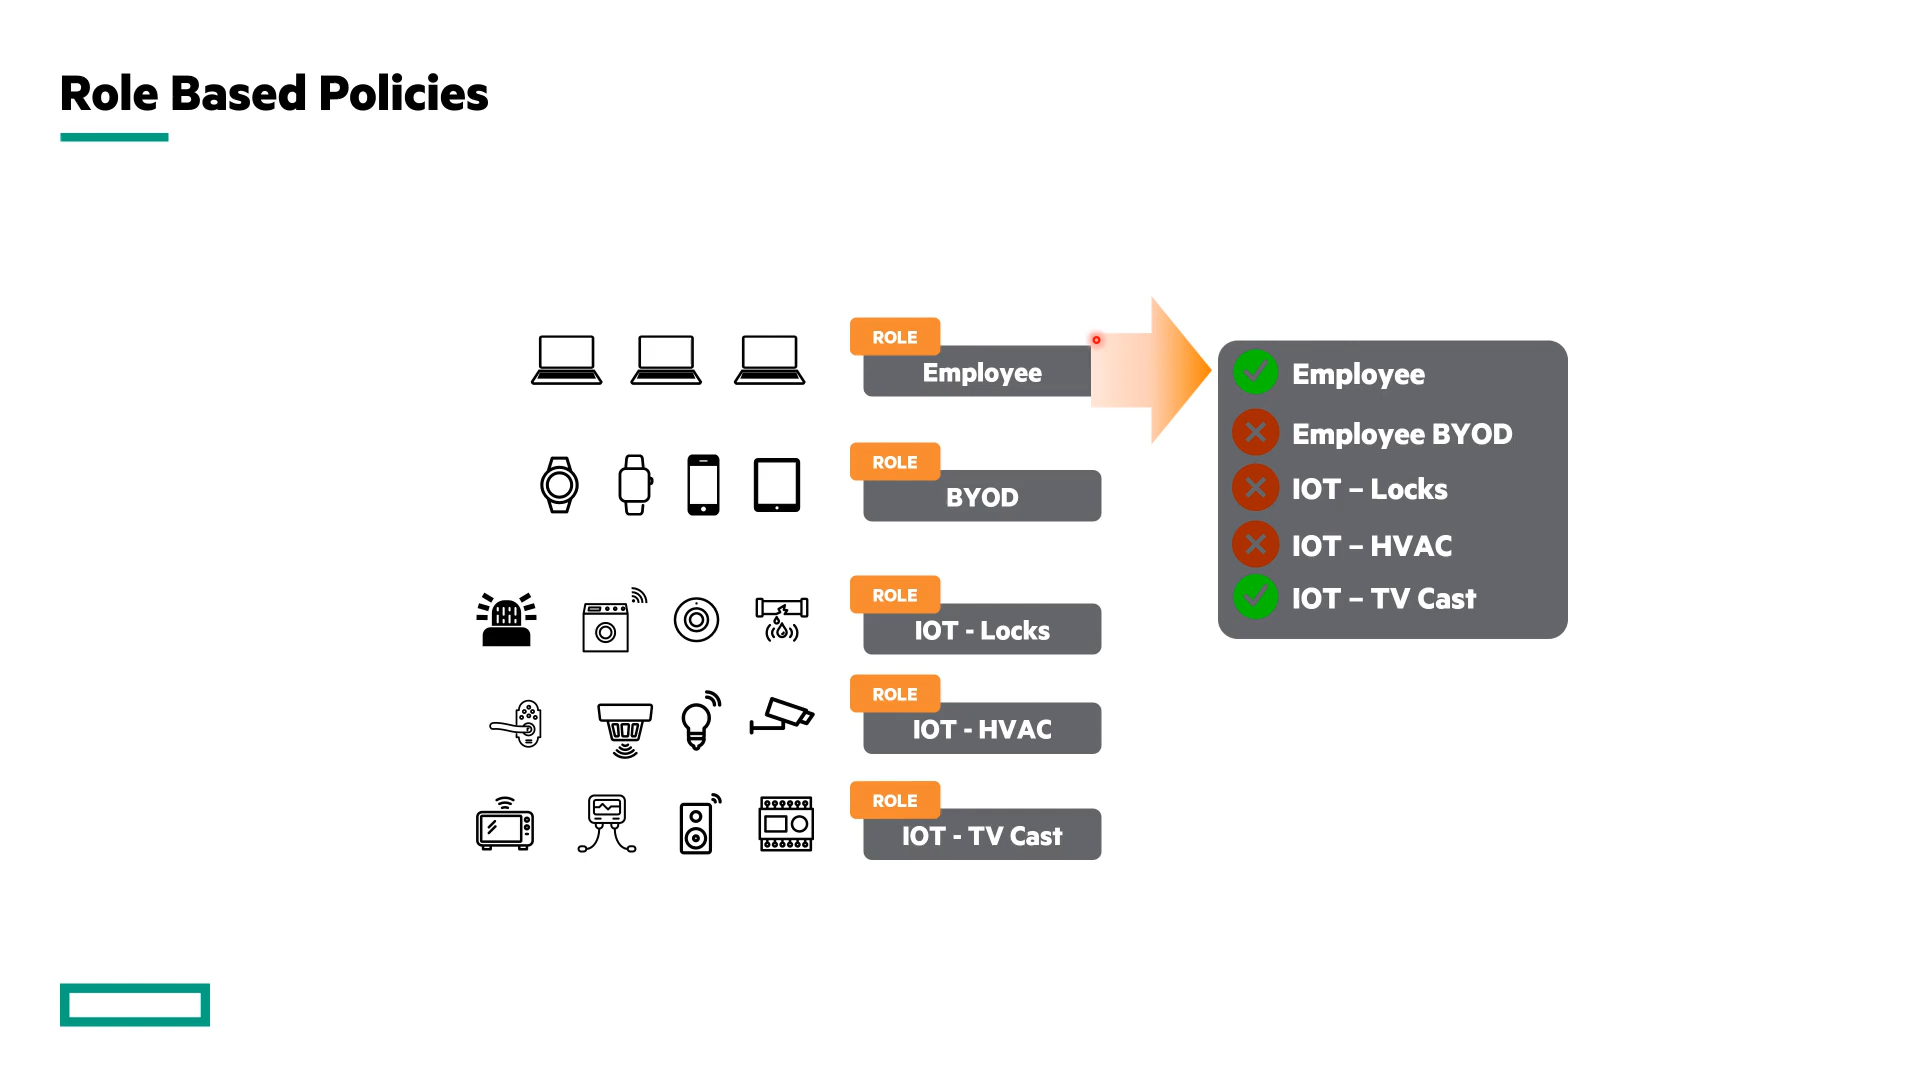 Role Based Policies
ROLE
Employee
ROLE
BYOD
ROLE
IOT - Locks
ROLE
IOT - HVAC
ROLE
IOT - TV Cast
Employee
Employee BYOD
IOT – Locks
IOT – HVAC
IOT – TV Cast